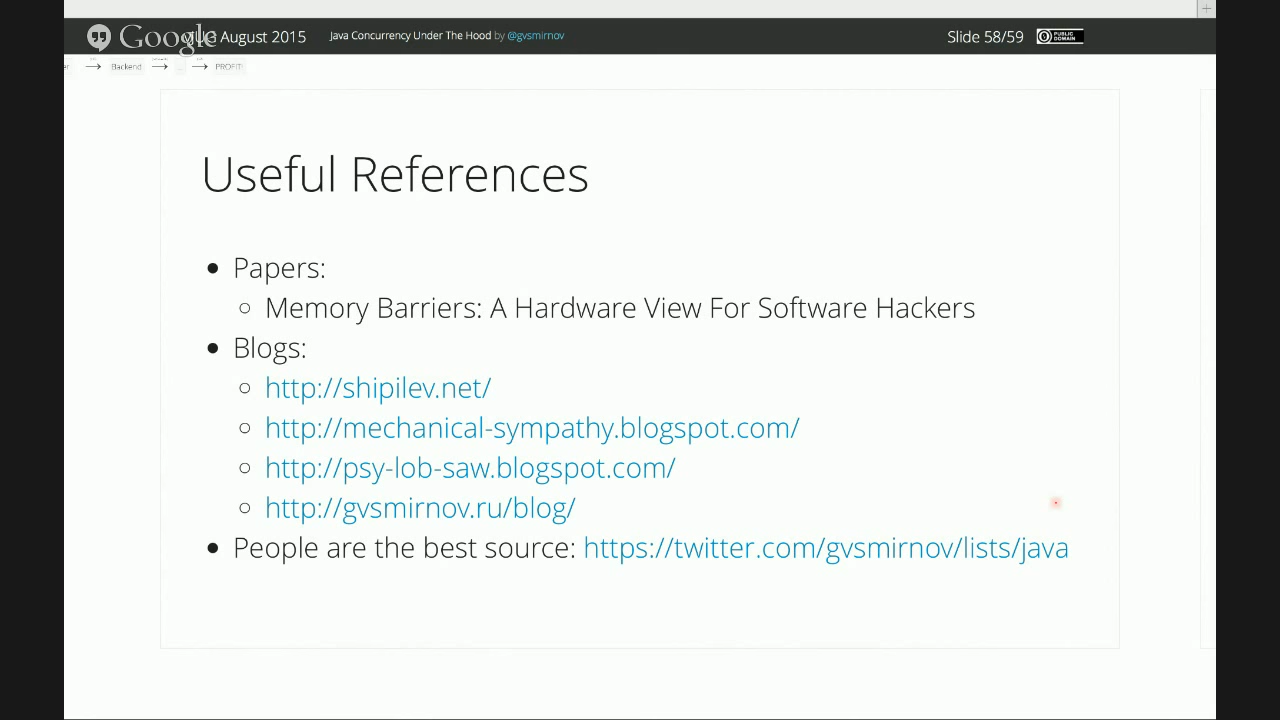 Google
August 2015
Java Concurrency Under The Hood by @gvsmirnov
Slide 58/59
PUBLIC DOMAIN
Backend
PROFIT!
Useful References
Papers:
Memory Barriers: A Hardware View For Software Hackers
Blogs:
http://shipilev.net/
http://mechanical-sympathy.blogspot.com/
http://psy-lob-saw.blogspot.com/
http://gvsmirnov.ru/blog/
People are the best source: https://twitter.com/gvsmirnov/lists/java